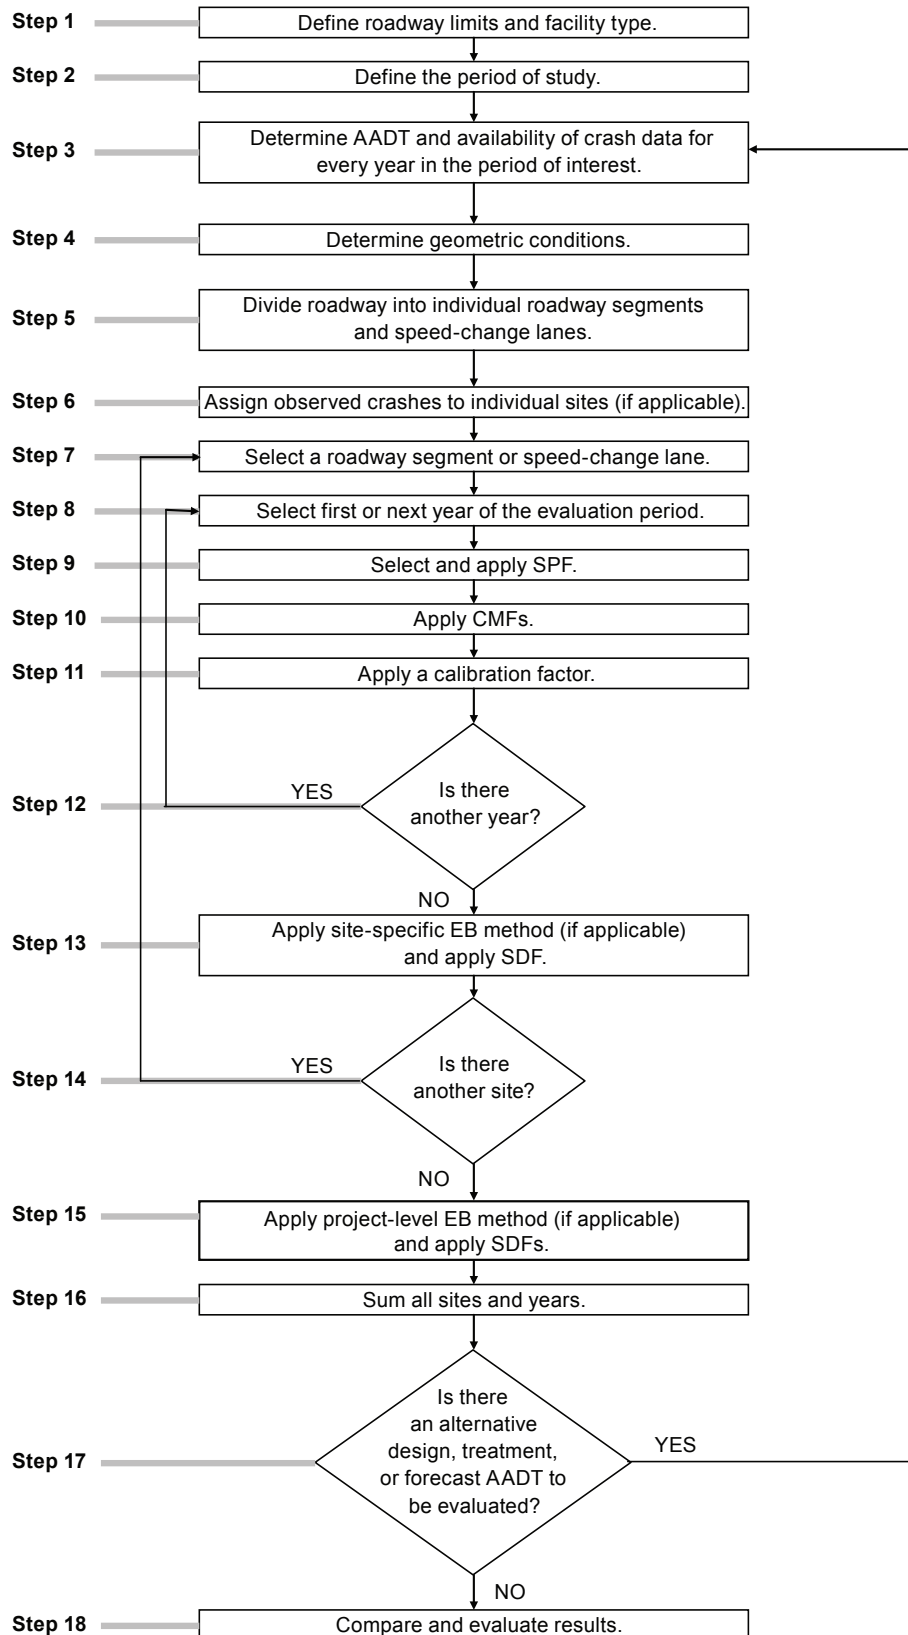 Step 1
Define roadway limits and facility type.
Step 2
Define the period of study.
Step 3
Determine AADT and availability of crash data for
every year in the period of interest.
Step 4
Determine geometric conditions.
Step 5
Divide roadway into individual roadway segments
and speed-change lanes.
Step 6
Assign observed crashes to individual sites (if applicable).
Step 7
Select a roadway segment or speed-change lane.
Step 8
Select first or next year of the evaluation period.
Step 9
Select and apply SPF.
Step 10
Apply CMFs.
Step 11
Apply a calibration factor.
Step 12
YES
Is there
another year?
NO
Step 13
Apply site-specific EB method (if applicable)
and apply SDF.
Step 14
YES
Is there
another site?
NO
Step 15
Apply project-level EB method (if applicable)
and apply SDFs.
Step 16
Sum all sites and years.
Step 17
Is there
an alternative
design, treatment,
or forecast AADT to
be evaluated?
YES
NO
Step 18
Compare and evaluate results.